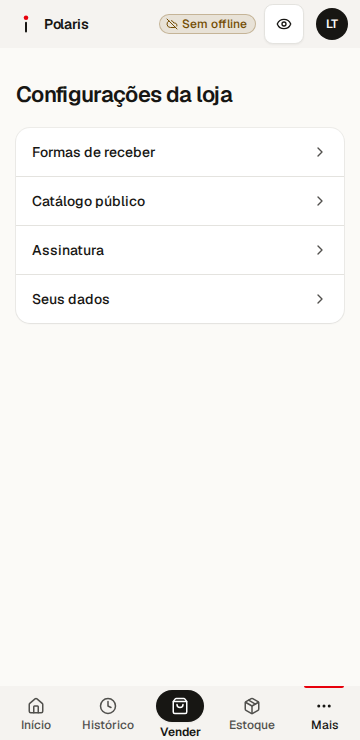 Polaris
Sem offline
LT
Configurações da loja
Formas de receber
Catálogo público
Assinatura
Seus dados
Início
Histórico
Vender
Estoque
Mais